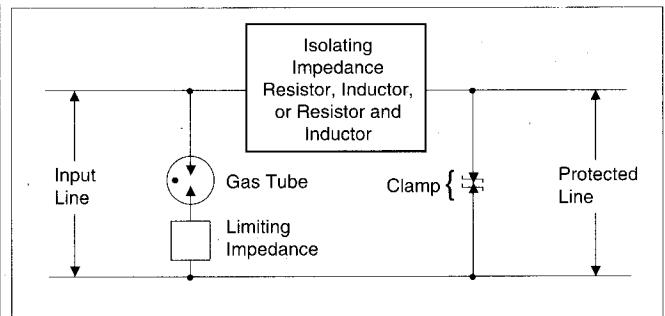 Isolating
Impedance
Resistor, Inductor,
or Resistor and
Inductor
Input
Line
Gas Tube
Limiting
Impedance
Clamp {
Protected
Line